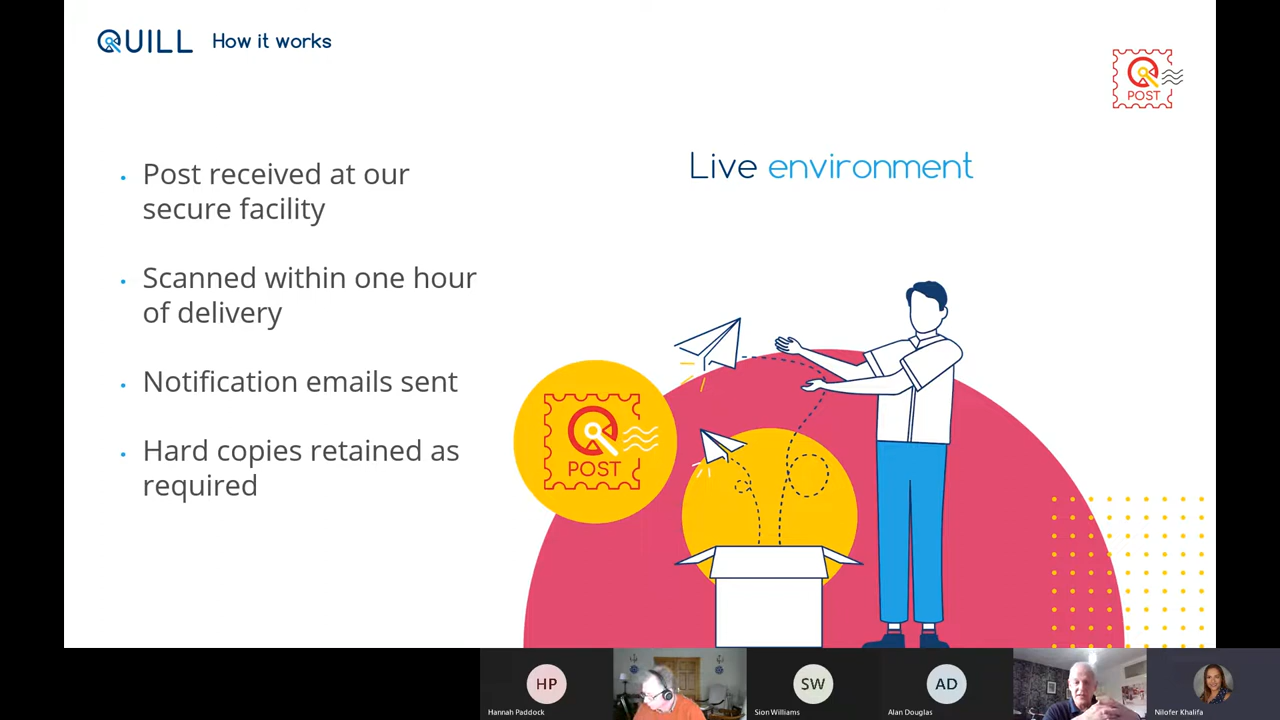 QUILL How it works
POST
Live environment
• Post received at our
secure facility
• Scanned within one hour
of delivery
• Notification emails sent
• Hard copies retained as
required
POST
HP
SW
AD
Hannah Paddock
Sion Williams
Alan Douglas
Nilofer Khalifa